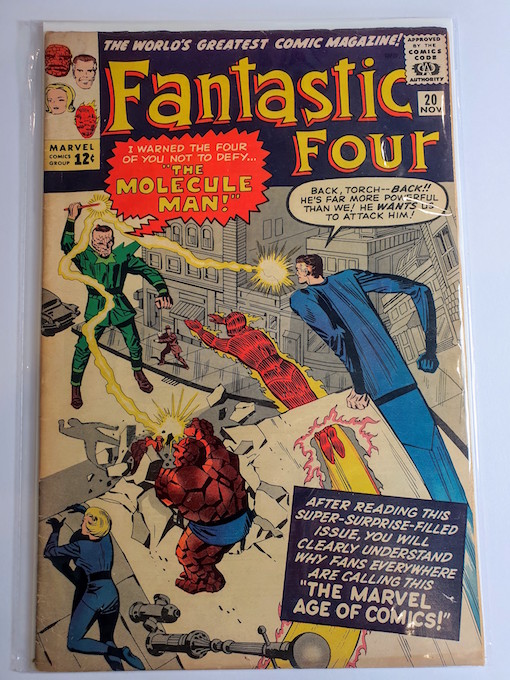 THE WORLD'S GREATEST COMIC MAGAZINE!
APPROVED
BY THE
COMICS
CODE
CA
AUTHORITY
Fantastic
Four
20
NOV
MARVEL
COMICS
GROUP
12¢
I WARNED THE FOUR
OF YOU NOT TO DEFY...
"THE
MOLECULE
MAN!"
BACK, TORCH--BACK!!
HE'S FAR MORE POWERFUL
THAN WE! HE WANTS US
TO ATTACK HIM!
AFTER READING THIS
SUPER-SURPRISE-FILLED
ISSUE, YOU WILL
CLEARLY UNDERSTAND
WHY FANS EVERYWHERE
ARE CALLING THIS
"THE MARVEL
AGE OF COMICS!"